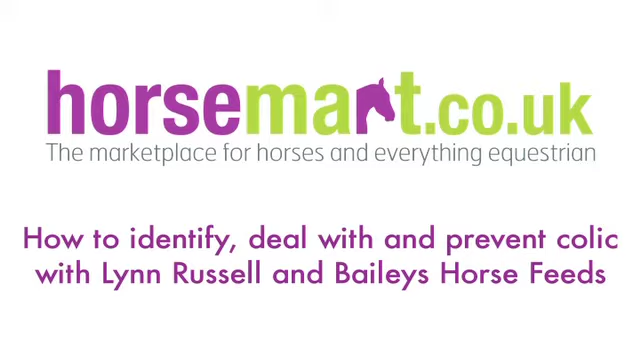 horsemart.co.uk
The marketplace for horses and everything equestrian
How to identify, deal with and prevent colic
with Lynn Russell and Baileys Horse Feeds